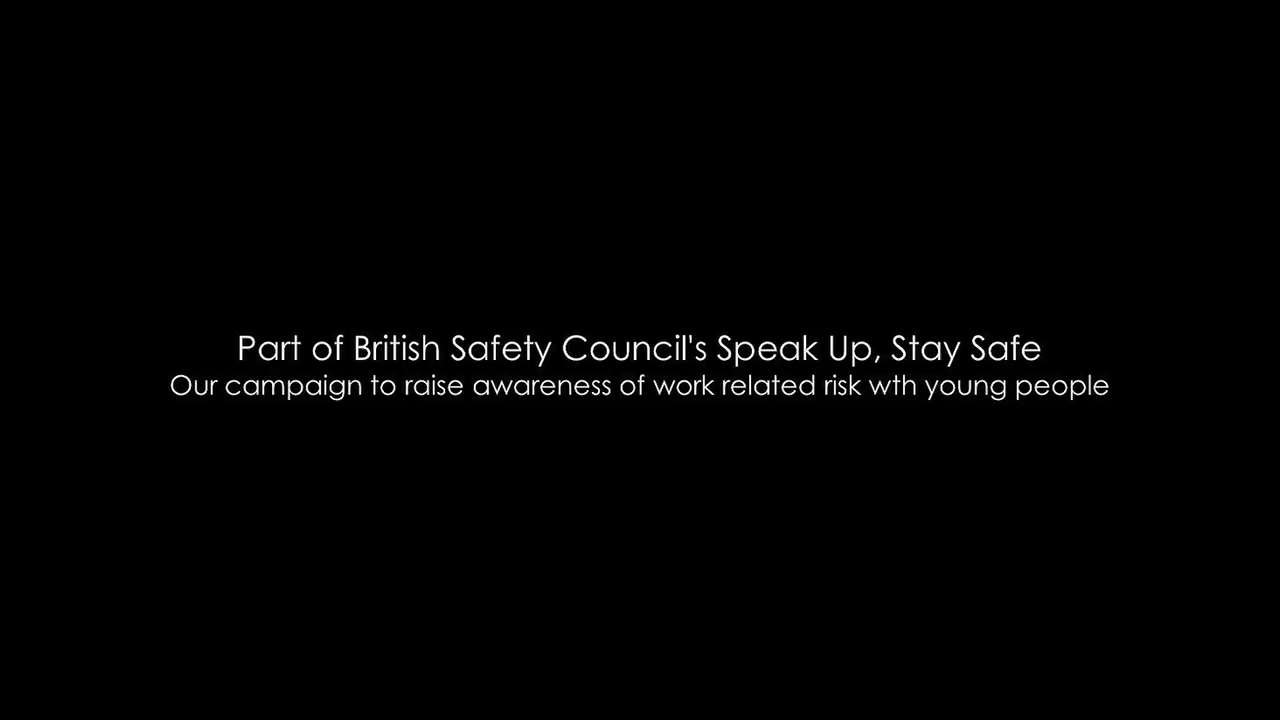 Part of British Safety Council's Speak Up, Stay Safe
Our campaign to raise awareness of work related risk wth young people